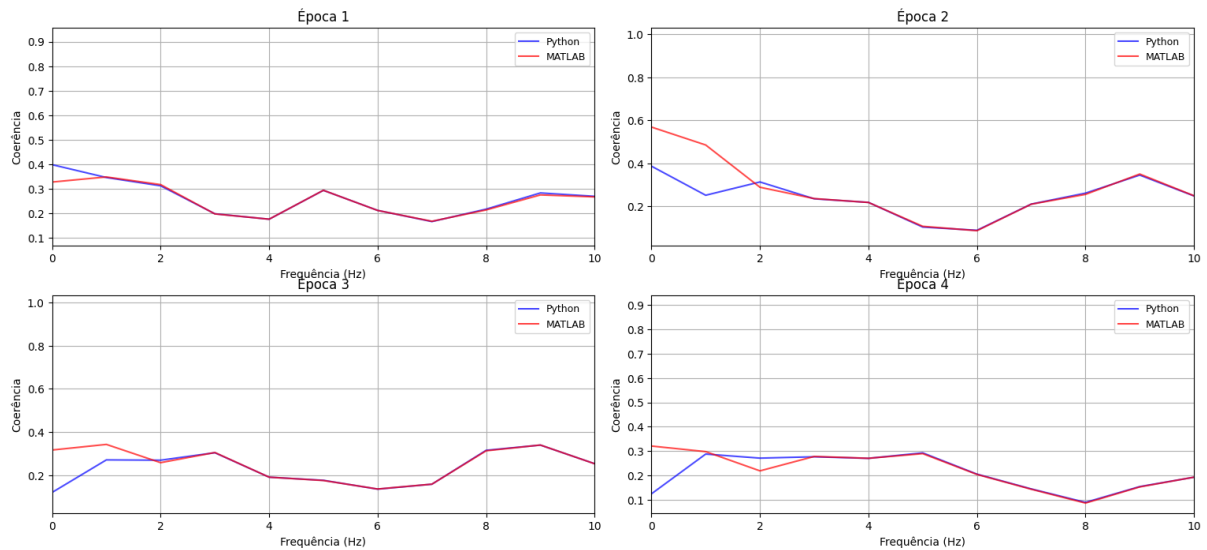 Época 1
Coerência
0.9
0.8
0.7
0.6
0.5
0.4
0.3
0.2
0.1
Python
MATLAB
0 2 4 6 8 10
Frequência (Hz)
Época 2
Coerência
1.0
0.8
0.6
0.4
0.2
Python
MATLAB
0 2 4 6 8 10
Frequência (Hz)
Época 3
Coerência
1.0
0.8
0.6
0.4
0.2
Python
MATLAB
0 2 4 6 8 10
Frequência (Hz)
Época 4
Coerência
0.9
0.8
0.7
0.6
0.5
0.4
0.3
0.2
0.1
Python
MATLAB
0 2 4 6 8 10
Frequência (Hz)